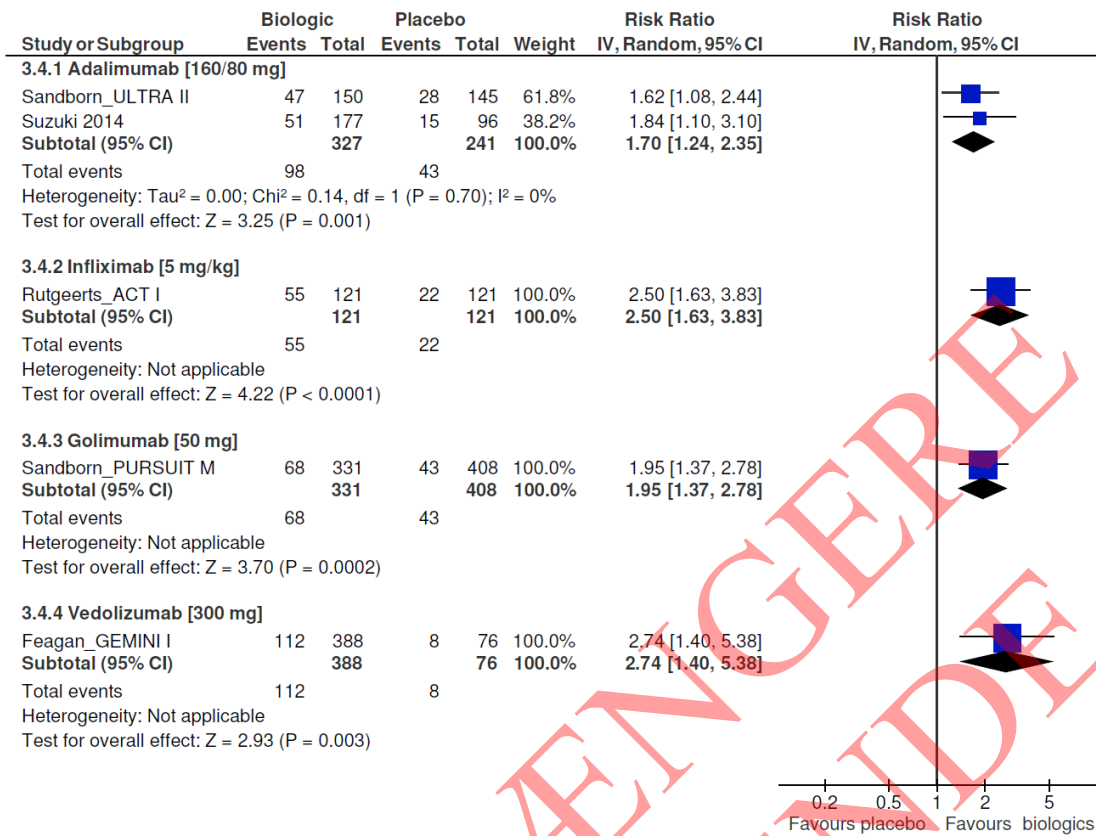 Biologic Placebo Risk Ratio Risk Ratio
Study or Subgroup Events Total Events Total Weight IV, Random, 95% CI IV, Random, 95% CI
3.4.1 Adalimumab [160/80 mg]
Sandborn_ULTRA II 47 150 28 145 61.8% 1.62 [1.08, 2.44]
Suzuki 2014 51 177 15 96 38.2% 1.84 [1.10, 3.10]
Subtotal (95% CI) 327 241 100.0% 1.70 [1.24, 2.35]
Total events 98 43
Heterogeneity: Tau² = 0.00; Chi² = 0.14, df = 1 (P = 0.70); I² = 0%
Test for overall effect: Z = 3.25 (P = 0.001)
3.4.2 Infliximab [5 mg/kg]
Rutgeerts_ACT I 55 121 22 121 100.0% 2.50 [1.63, 3.83]
Subtotal (95% CI) 121 121 100.0% 2.50 [1.63, 3.83]
Total events 55 22
Heterogeneity: Not applicable
Test for overall effect: Z = 4.22 (P < 0.0001)
3.4.3 Golimumab [50 mg]
Sandborn_PURSUIT M 68 331 43 408 100.0% 1.95 [1.37, 2.78]
Subtotal (95% CI) 331 408 100.0% 1.95 [1.37, 2.78]
Total events 68 43
Heterogeneity: Not applicable
Test for overall effect: Z = 3.70 (P = 0.0002)
3.4.4 Vedolizumab [300 mg]
Feagan_GEMINI I 112 388 8 76 100.0% 2.74 [1.40, 5.38]
Subtotal (95% CI) 388 76 100.0% 2.74 [1.40, 5.38]
Total events 112 8
Heterogeneity: Not applicable
Test for overall effect: Z = 2.93 (P = 0.003)
0.2 0.5 1 2 5
Favours placebo Favours biologics
ÆNGERE
NDE